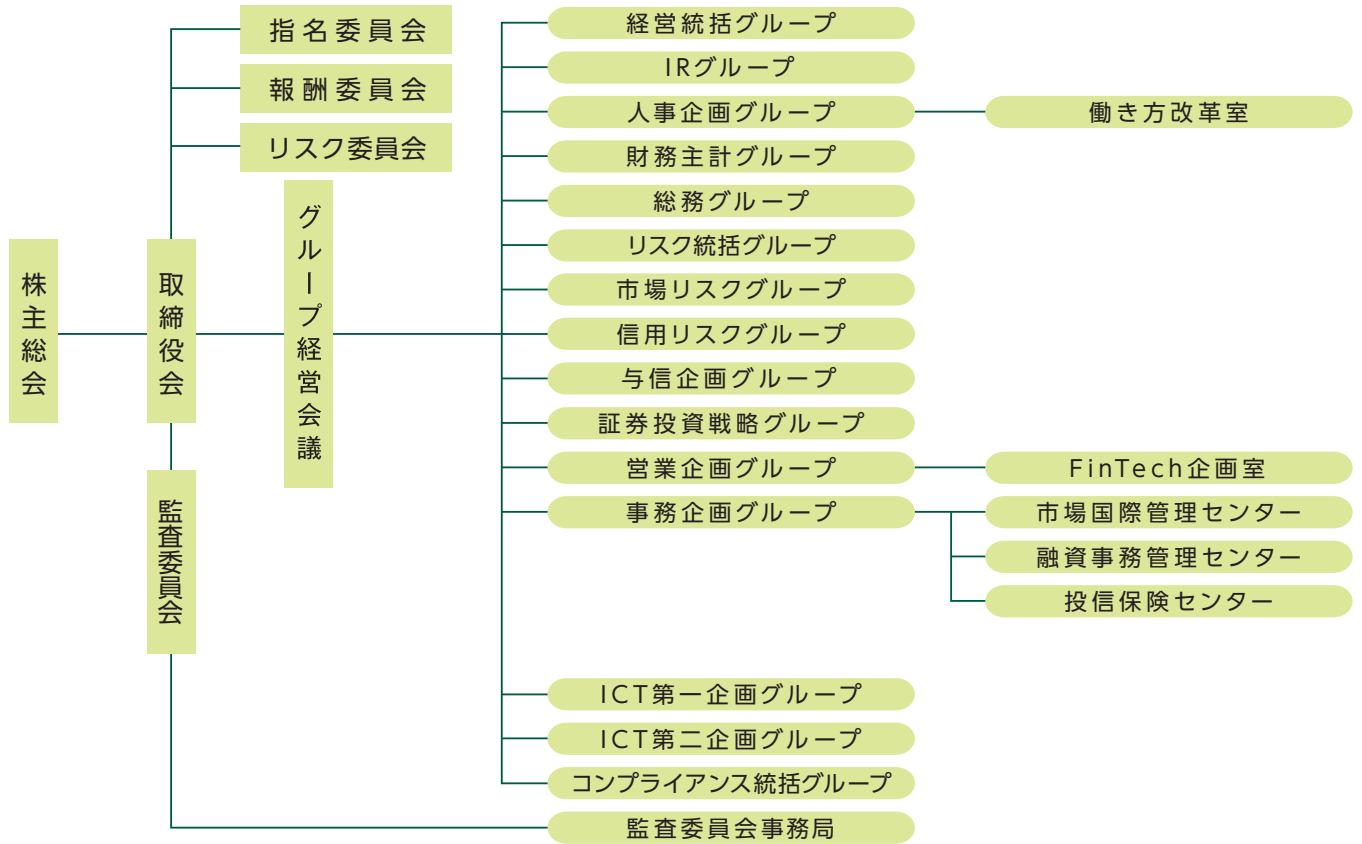 株主総会
取締役会
指名委員会
報酬委員会
リスク委員会
グループ経営会議
監査委員会
経営統括グループ
IRグループ
人事企画グループ
働き方改革室
財務主計グループ
総務グループ
リスク統括グループ
市場リスクグループ
信用リスクグループ
与信企画グループ
証券投資戦略グループ
営業企画グループ
FinTech企画室
事務企画グループ
市場国際管理センター
融資事務管理センター
投信保険センター
ICT第一企画グループ
ICT第二企画グループ
コンプライアンス統括グループ
監査委員会事務局